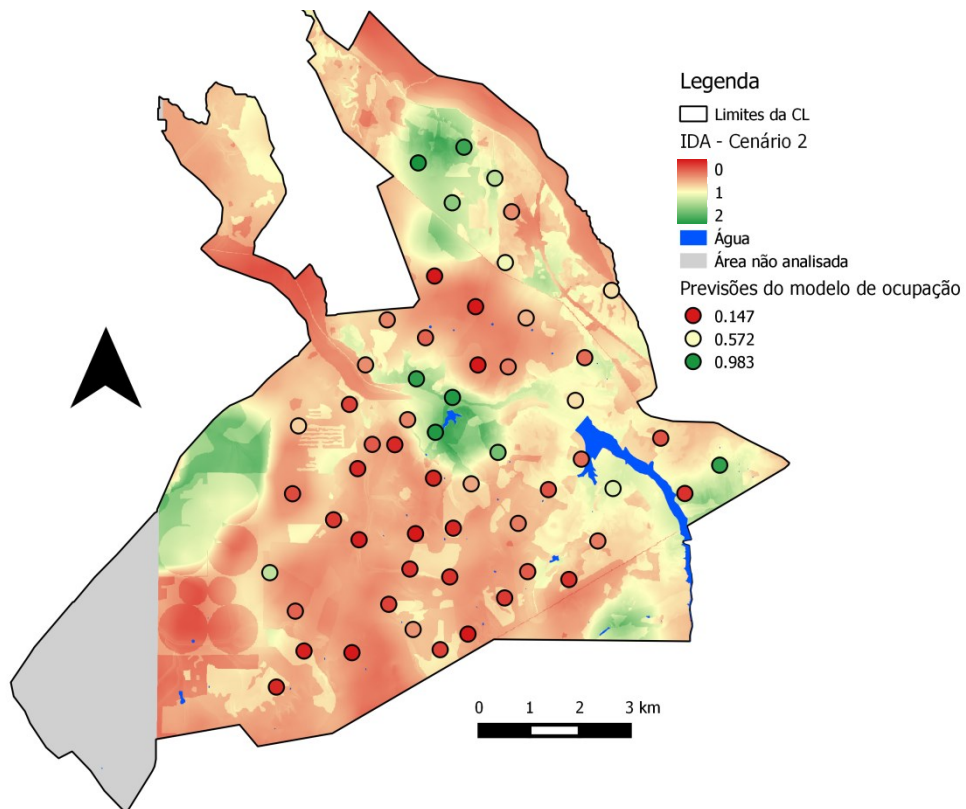 Legenda
Limites da CL
IDA - Cenário 2
0
1
2
Água
Área não analisada
Previsões do modelo de ocupação
0.147
0.572
0.983
0 1 2 3 km